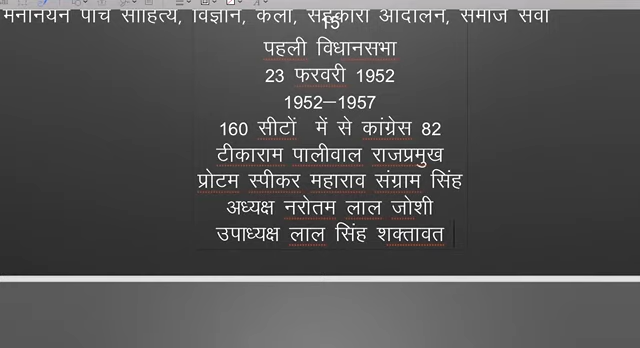 मनोनयन पांच साहित्य, विज्ञान, कला, सहकारी आंदोलन, समाज सेवा
15
पहली विधानसभा
23 फरवरी 1952
1952–1957
160 सीटों में से कांग्रेस 82
टीकाराम पालीवाल राजप्रमुख
प्रोटम स्पीकर महाराव संग्राम सिंह
अध्यक्ष नरोतम लाल जोशी
उपाध्यक्ष लाल सिंह शक्तावत